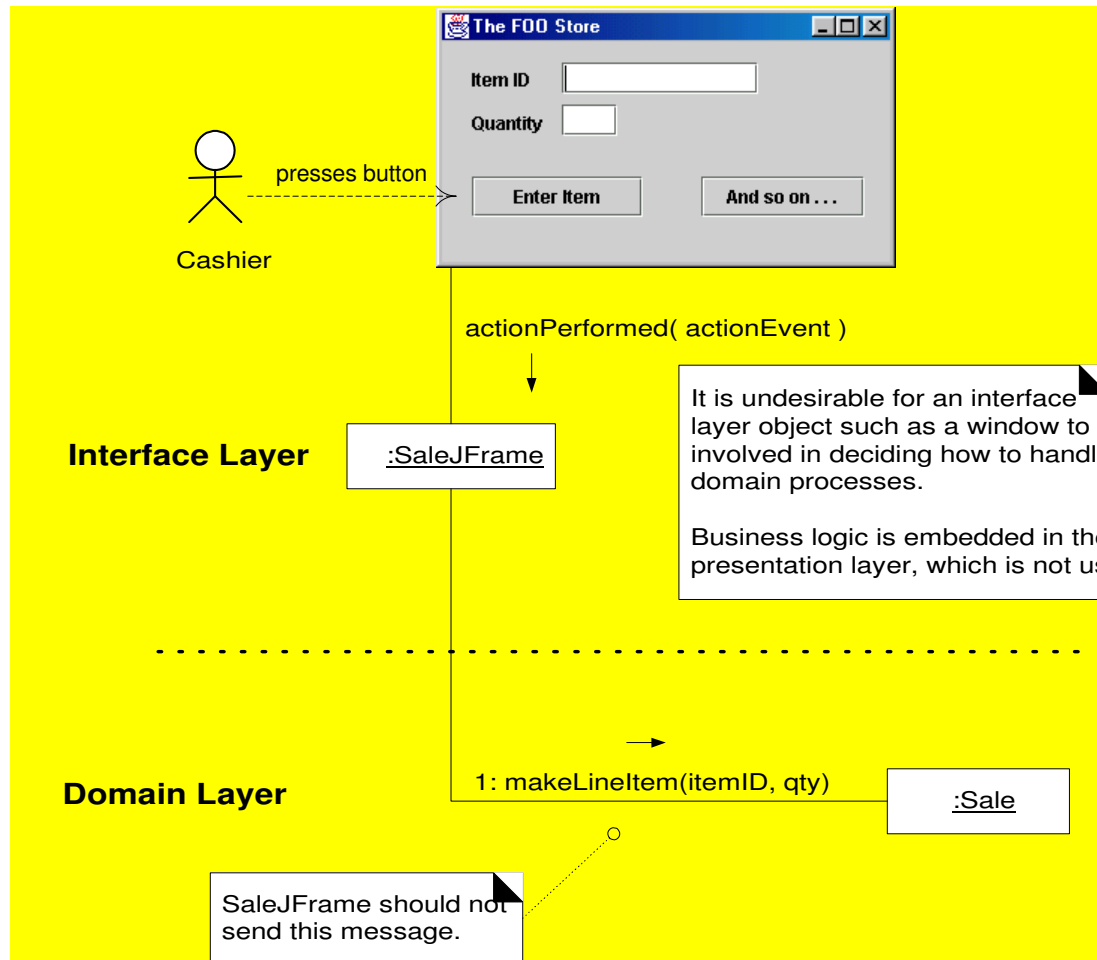 The FOO Store
Item ID
Quantity
presses button
Enter Item
And so on . . .
Cashier
actionPerformed( actionEvent )
It is undesirable for an interface
layer object such as a window to
involved in deciding how to handl
domain processes.
Business logic is embedded in the
presentation layer, which is not us
Interface Layer
:SaleJFrame
1: makeLineItem(itemID, qty)
Domain Layer
:Sale
SaleJFrame should not
send this message.